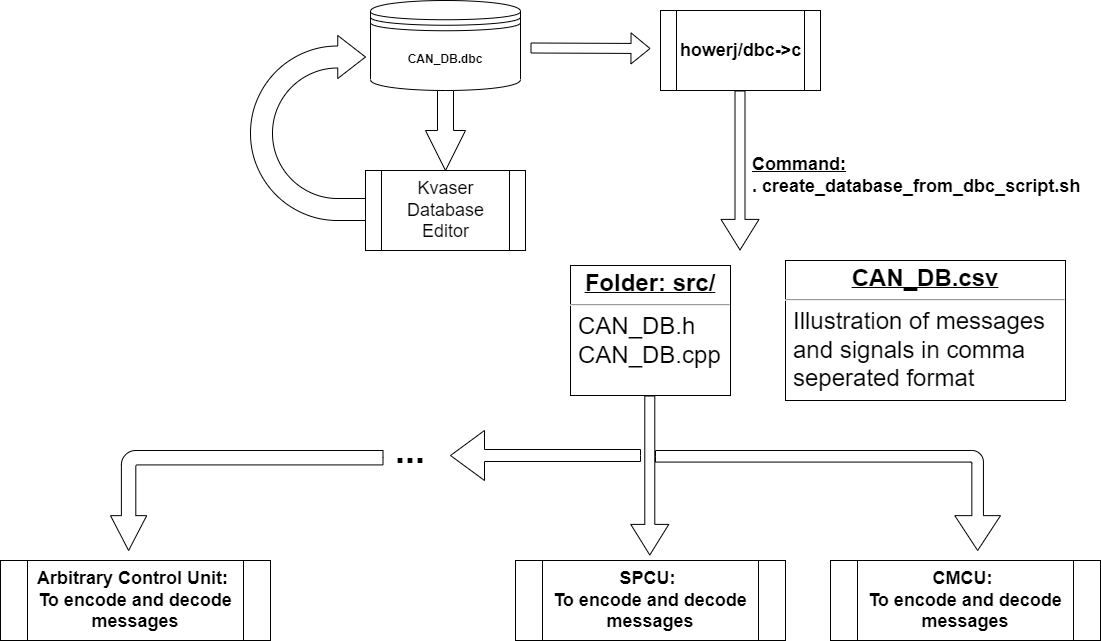 CAN_DB.dbc
howerj/dbc->c
Kvaser
Database
Editor
Command:
. create_database_from_dbc_script.sh
Folder: src/
CAN_DB.h
CAN_DB.cpp
CAN_DB.csv
Illustration of messages
and signals in comma
seperated format
...
Arbitrary Control Unit:
To encode and decode
messages
SPCU:
To encode and decode
messages
CMCU:
To encode and decode
messages